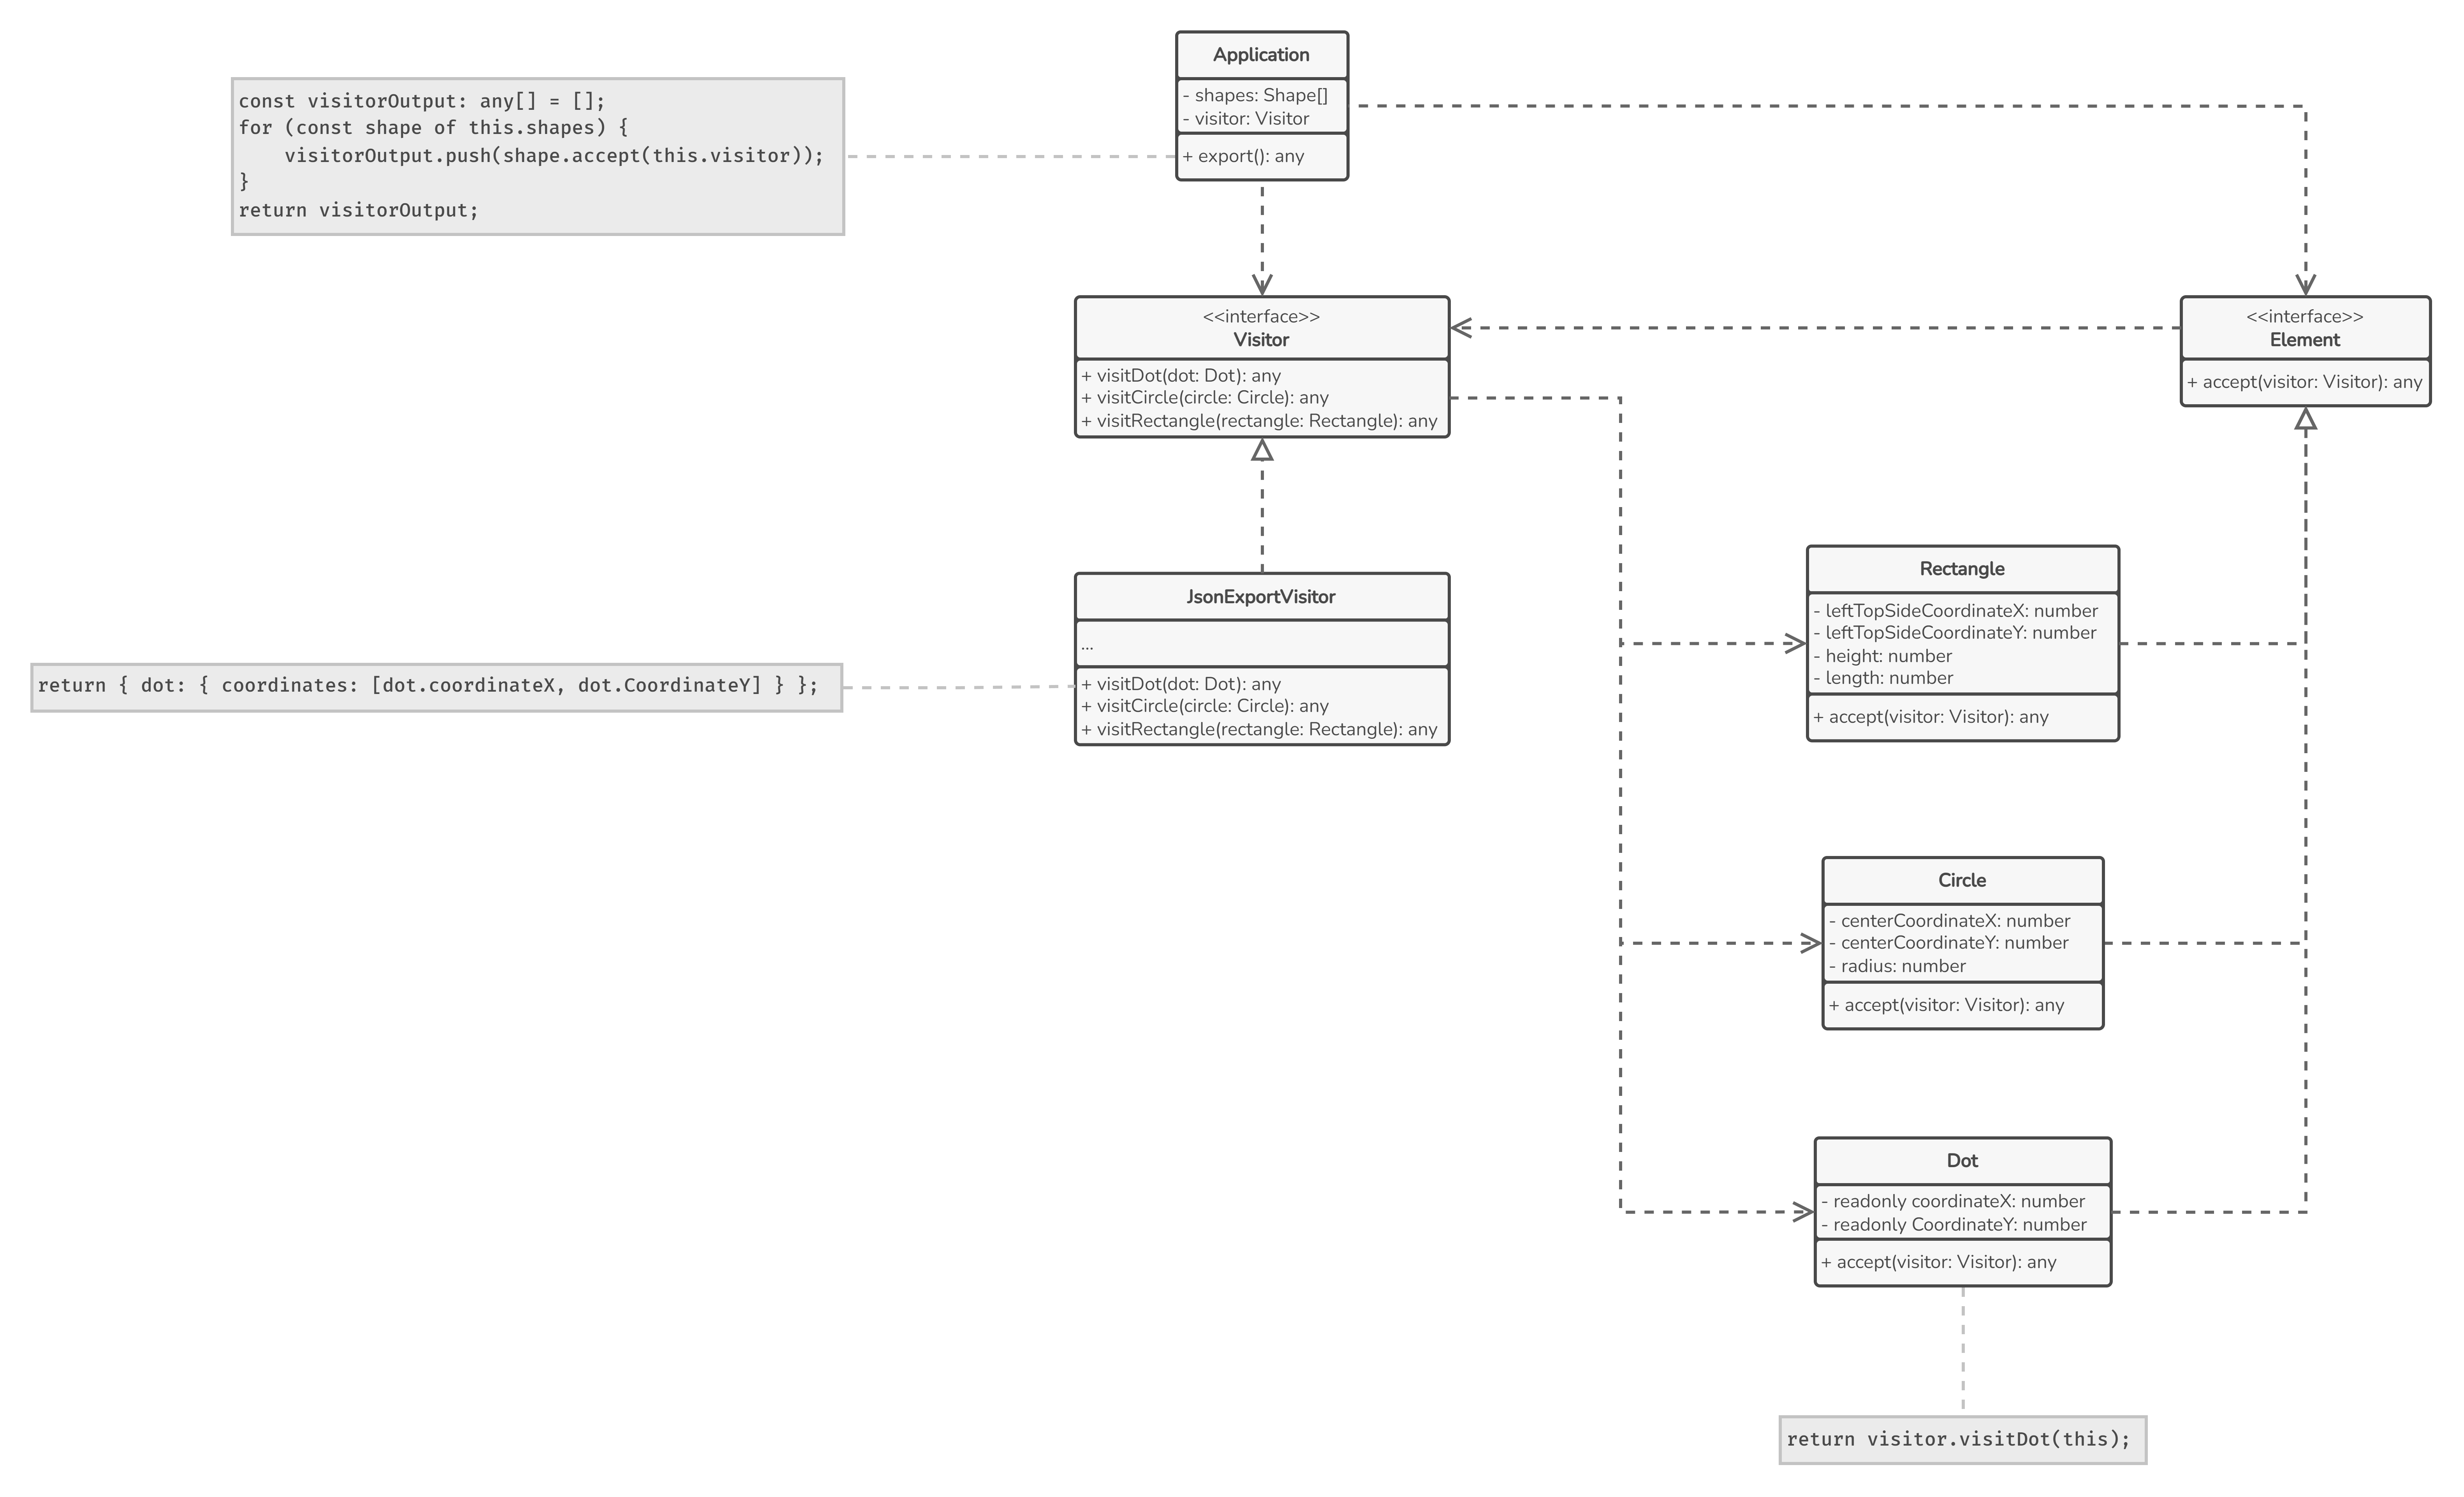 Application
- shapes: Shape[]
- visitor: Visitor
+ export(): any
const visitorOutput: any[] = [];
for (const shape of this.shapes) {
    visitorOutput.push(shape.accept(this.visitor));
}
return visitorOutput;
<<interface>>
Visitor
+ visitDot(dot: Dot): any
+ visitCircle(circle: Circle): any
+ visitRectangle(rectangle: Rectangle): any
<<interface>>
Element
+ accept(visitor: Visitor): any
JsonExportVisitor
...
+ visitDot(dot: Dot): any
+ visitCircle(circle: Circle): any
+ visitRectangle(rectangle: Rectangle): any
return { dot: { coordinates: [dot.coordinateX, dot.CoordinateY] } };
Rectangle
- leftTopSideCoordinateX: number
- leftTopSideCoordinateY: number
- height: number
- length: number
+ accept(visitor: Visitor): any
Circle
- centerCoordinateX: number
- centerCoordinateY: number
- radius: number
+ accept(visitor: Visitor): any
Dot
- readonly coordinateX: number
- readonly CoordinateY: number
+ accept(visitor: Visitor): any
return visitor.visitDot(this);